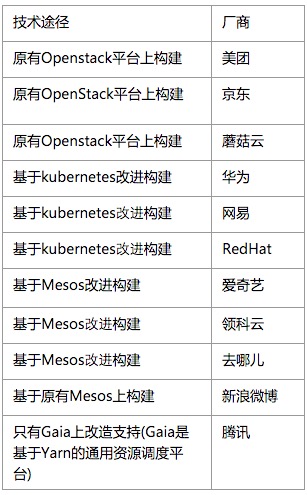 技术途径 厂商
原有Openstack平台上构建 美团
原有OpenStack平台上构建 京东
原有Openstack平台上构建 蘑菇云
基于kubernetes改进构建 华为
基于kubernetes改进构建 网易
基于kubernetes改进构建 RedHat
基于Mesos改进构建 爱奇艺
基于Mesos改进构建 领科云
基于Mesos改进构建 去哪儿
基于原有Mesos上构建 新浪微博
只有Gaia上改造支持(Gaia是 腾讯
基于Yarn的通用资源调度平
台)